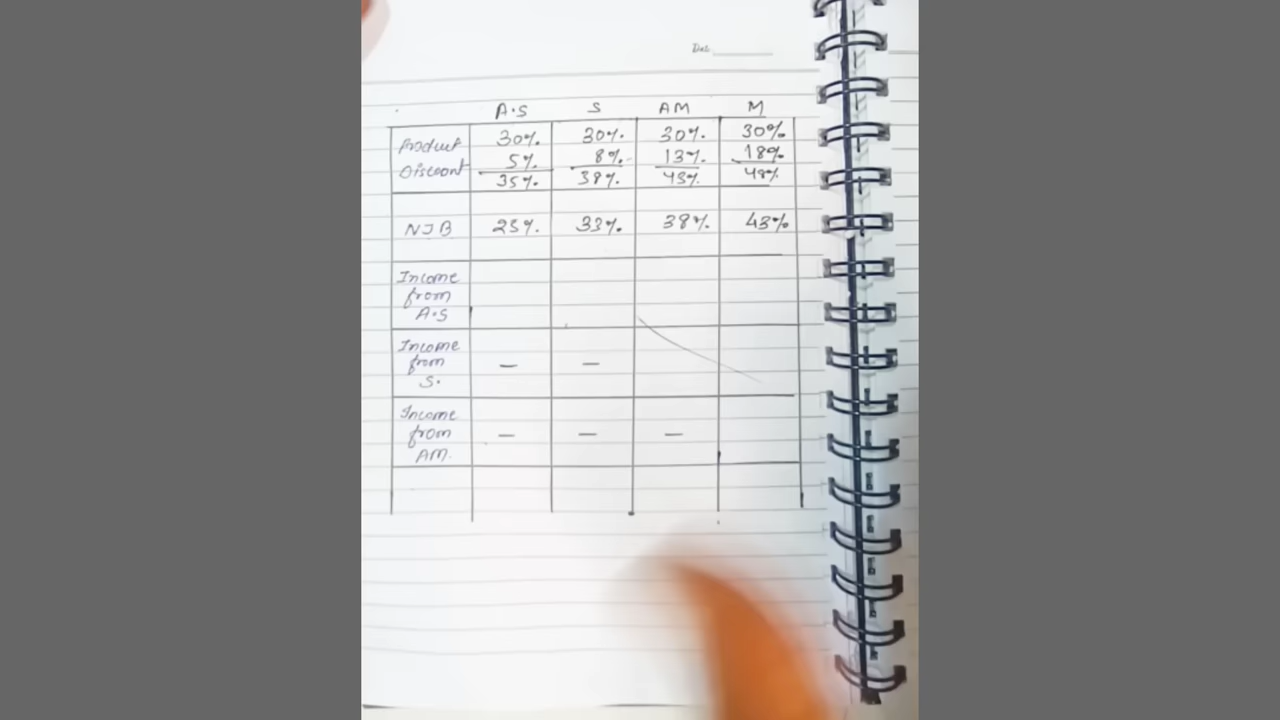 Date
A.S S AM M
Product 30% 30% 30% 30%
Discount 5% 8% 13% 18%
35% 38% 43% 48%
NJB 25% 33% 38% 43%
Income
from
A.S
Income
from — —
S.
Income
from — — —
AM.